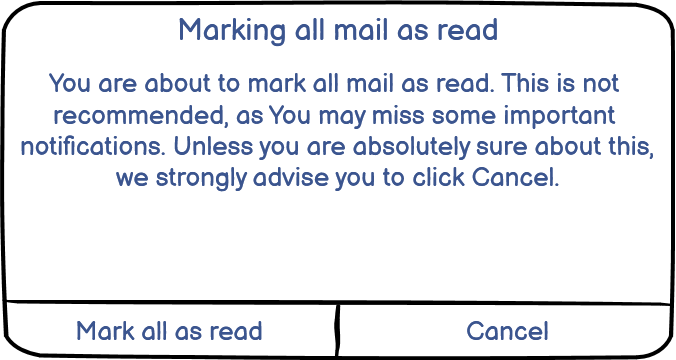 Marking all mail as read
You are about to mark all mail as read. This is not
recommended, as You may miss some important
notifications. Unless you are absolutely sure about this,
we strongly advise you to click Cancel.
Mark all as read
Cancel